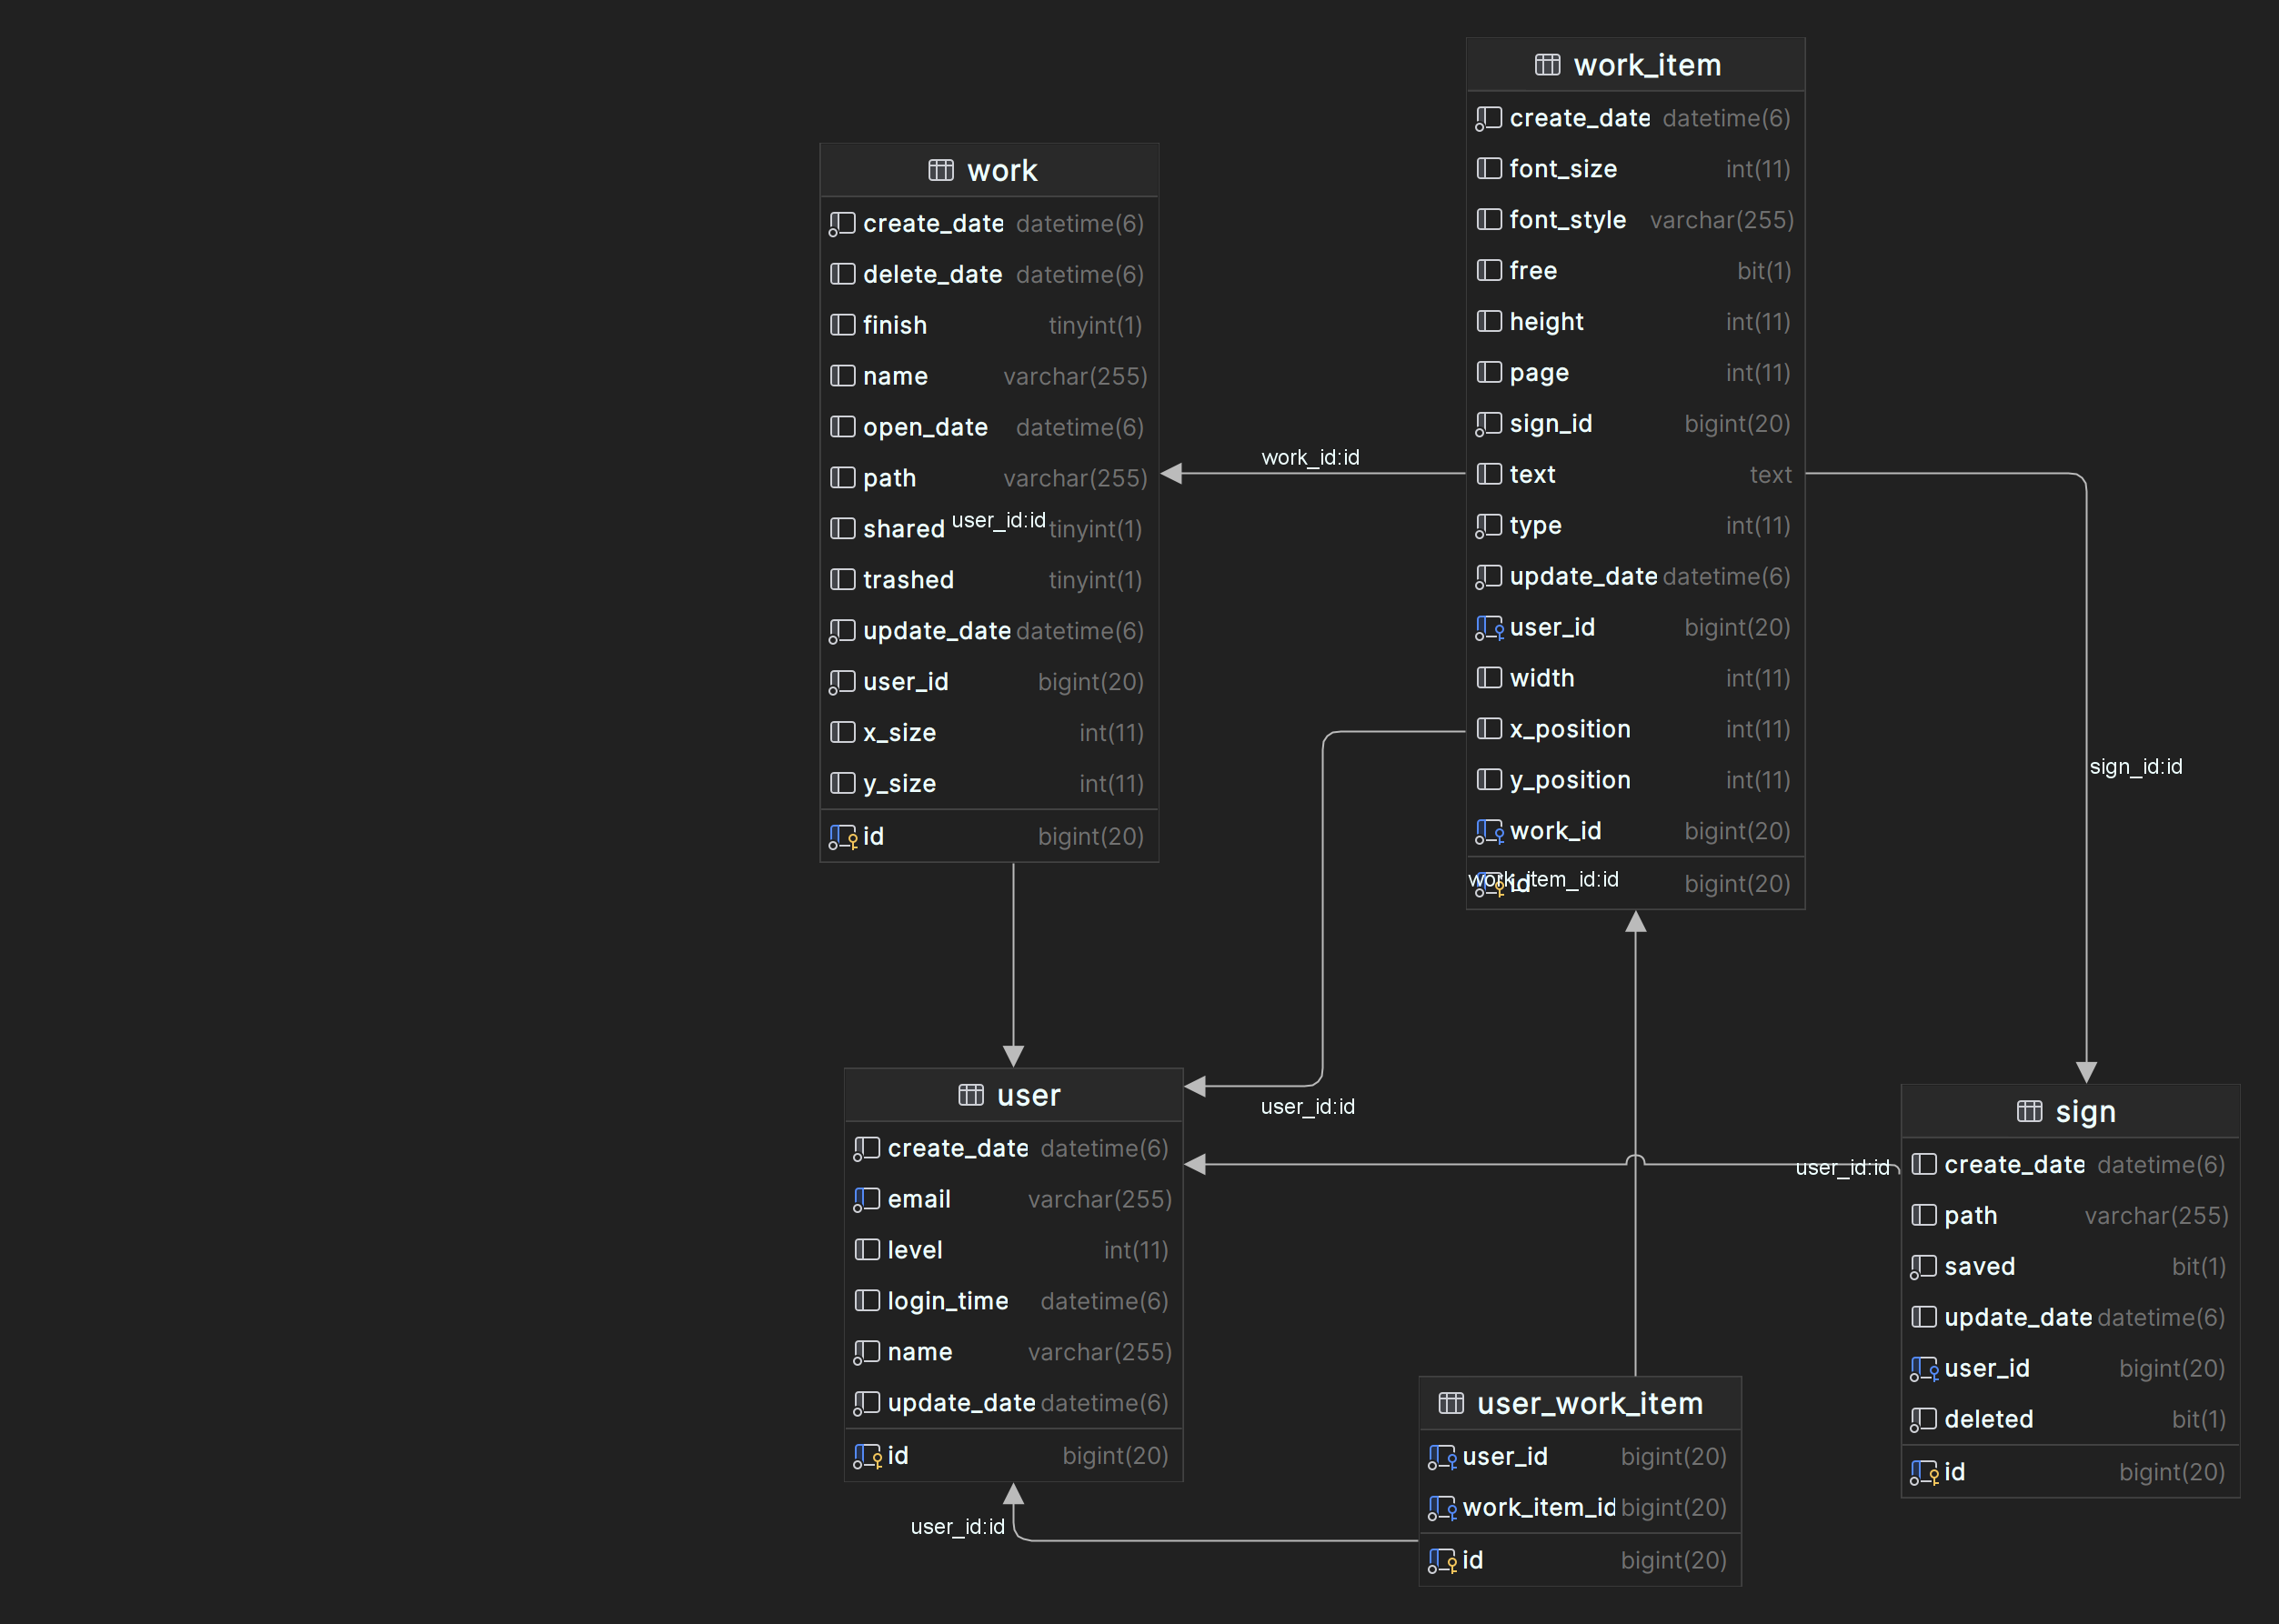 work_item
create_date datetime(6)
font_size int(11)
font_style varchar(255)
free bit(1)
height int(11)
page int(11)
sign_id bigint(20)
text text
type int(11)
update_date datetime(6)
user_id bigint(20)
width int(11)
x_position int(11)
y_position int(11)
work_id bigint(20)
id bigint(20)
work_item_id:id
work
create_date datetime(6)
delete_date datetime(6)
finish tinyint(1)
name varchar(255)
open_date datetime(6)
path varchar(255)
shared tinyint(1)
user_id:id
trashed tinyint(1)
update_date datetime(6)
user_id bigint(20)
x_size int(11)
y_size int(11)
id bigint(20)
work_id:id
sign_id:id
user_id:id
user_id:id
user
create_date datetime(6)
email varchar(255)
level int(11)
login_time datetime(6)
name varchar(255)
update_date datetime(6)
id bigint(20)
user_id:id
sign
create_date datetime(6)
path varchar(255)
saved bit(1)
update_date datetime(6)
user_id bigint(20)
deleted bit(1)
id bigint(20)
user_work_item
user_id bigint(20)
work_item_id bigint(20)
id bigint(20)